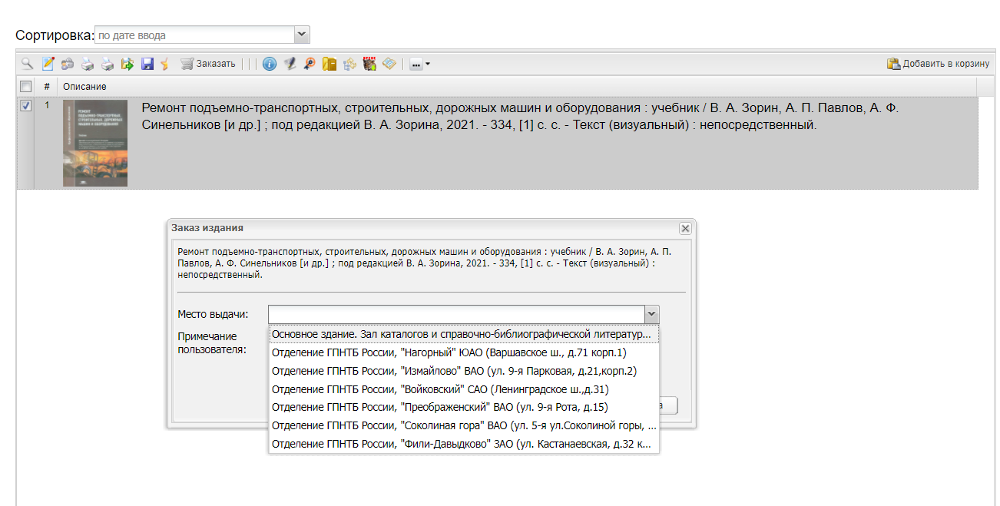 Сортировка: по дате ввода
Заказать
Добавить в корзину
# Описание
1
РЕМОНТ
ПОДЪЕМНО-ТРАНСПОРТНЫХ,
СТРОИТЕЛЬНЫХ, ДОРОЖНЫХ
МАШИН И ОБОРУДОВАНИЯ
Ремонт подъемно-транспортных, строительных, дорожных машин и оборудования : учебник / В. А. Зорин, А. П. Павлов, А. Ф.
Синельников [и др.] ; под редакцией В. А. Зорина, 2021. - 334, [1] с. с. - Текст (визуальный) : непосредственный.
Заказ издания
Ремонт подъемно-транспортных, строительных, дорожных машин и оборудования : учебник / В. А. Зорин, А. П.
Павлов, А. Ф. Синельников [и др.] ; под редакцией В. А. Зорина, 2021. - 334, [1] с. с. - Текст (визуальный) :
непосредственный.
Место выдачи:
Примечание
пользователя:
Основное здание. Зал каталогов и справочно-библиографической литератур...
Отделение ГПНТБ России, "Нагорный" ЮАО (Варшавское ш., д.71 корп.1)
Отделение ГПНТБ России, "Измайлово" ВАО (ул. 9-я Парковая, д.21,корп.2)
Отделение ГПНТБ России, "Войковский" САО (Ленинградское ш.,д.31)
Отделение ГПНТБ России, "Преображенский" ВАО (ул. 9-я Рота, д.15)
Отделение ГПНТБ России, "Соколиная гора" ВАО (ул. 5-я ул.Соколиной горы, ...
Отделение ГПНТБ России, "Фили-Давыдково" ЗАО (ул. Кастанаевская, д.32 к...